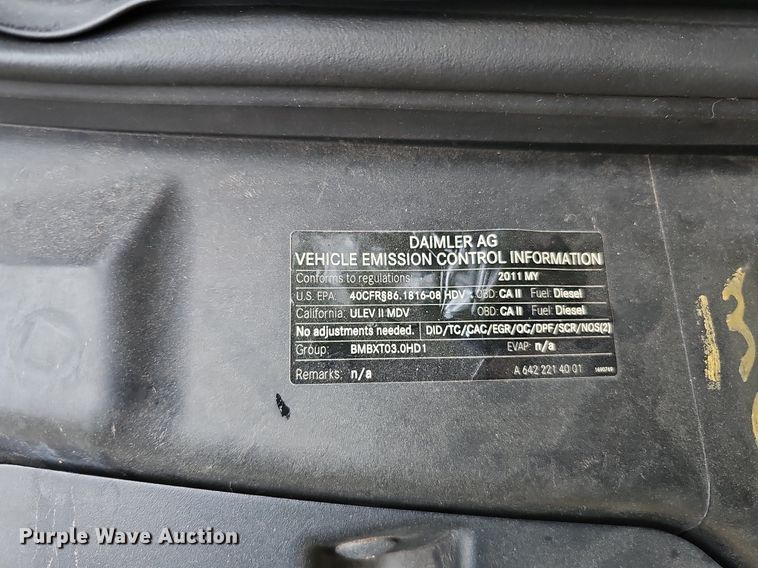 DAIMLER AG
VEHICLE EMISSION CONTROL INFORMATION
Conforms to regulations: 2011 MY
U.S. EPA: 40CFR§86.1816-08 HDV OBD: CA II Fuel: Diesel
California: ULEV II MDV OBD: CA II Fuel: Diesel
No adjustments needed. DID/TC/CAC/EGR/OC/DPF/SCR/NOS(2)
Group: BMBXT03.0HD1 EVAP: n/a
Remarks: n/a A 642 221 40 01
Purple Wave Auction